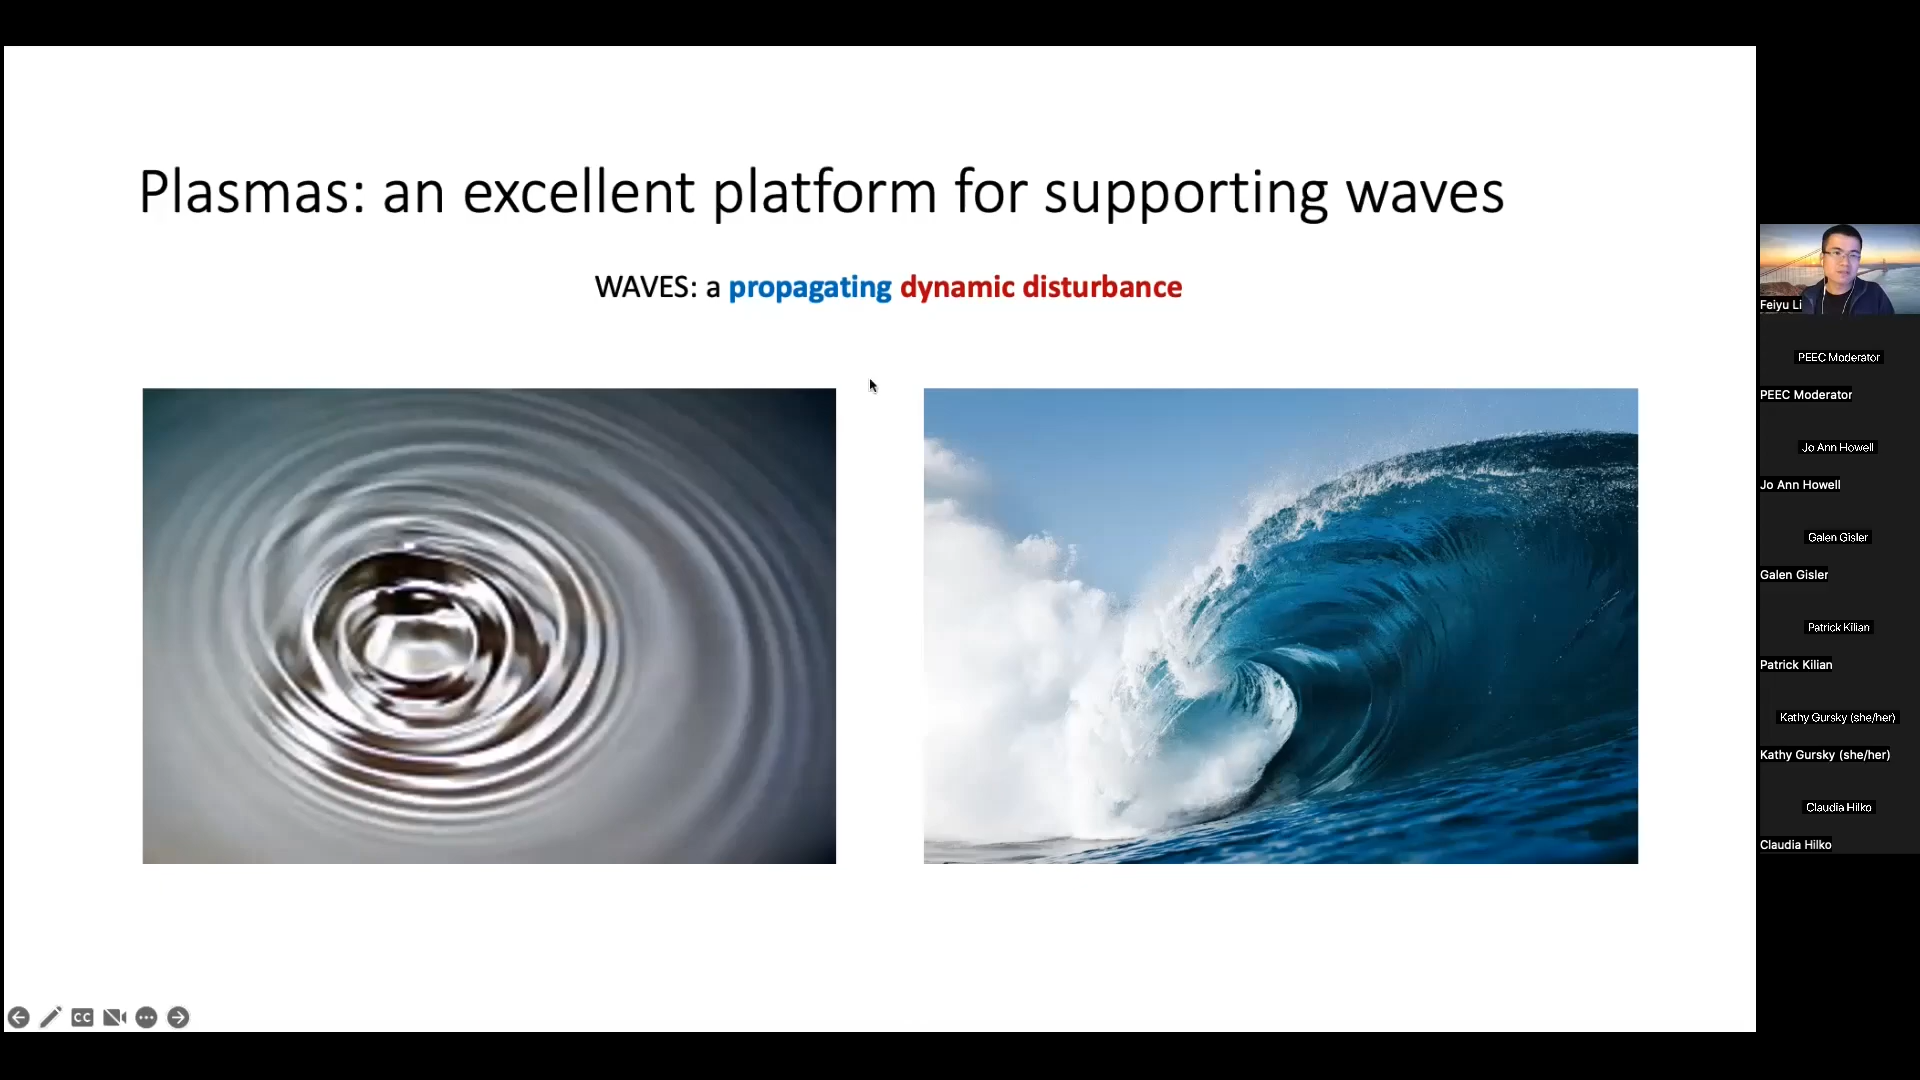 Plasmas: an excellent platform for supporting waves
WAVES: a propagating dynamic disturbance
Feiyu Li
PEEC Moderator
PEEC Moderator
Jo Ann Howell
Jo Ann Howell
Galen Gisler
Galen Gisler
Patrick Kilian
Patrick Kilian
Kathy Gursky (she/her)
Kathy Gursky (she/her)
Claudia Hilko
Claudia Hilko
CC